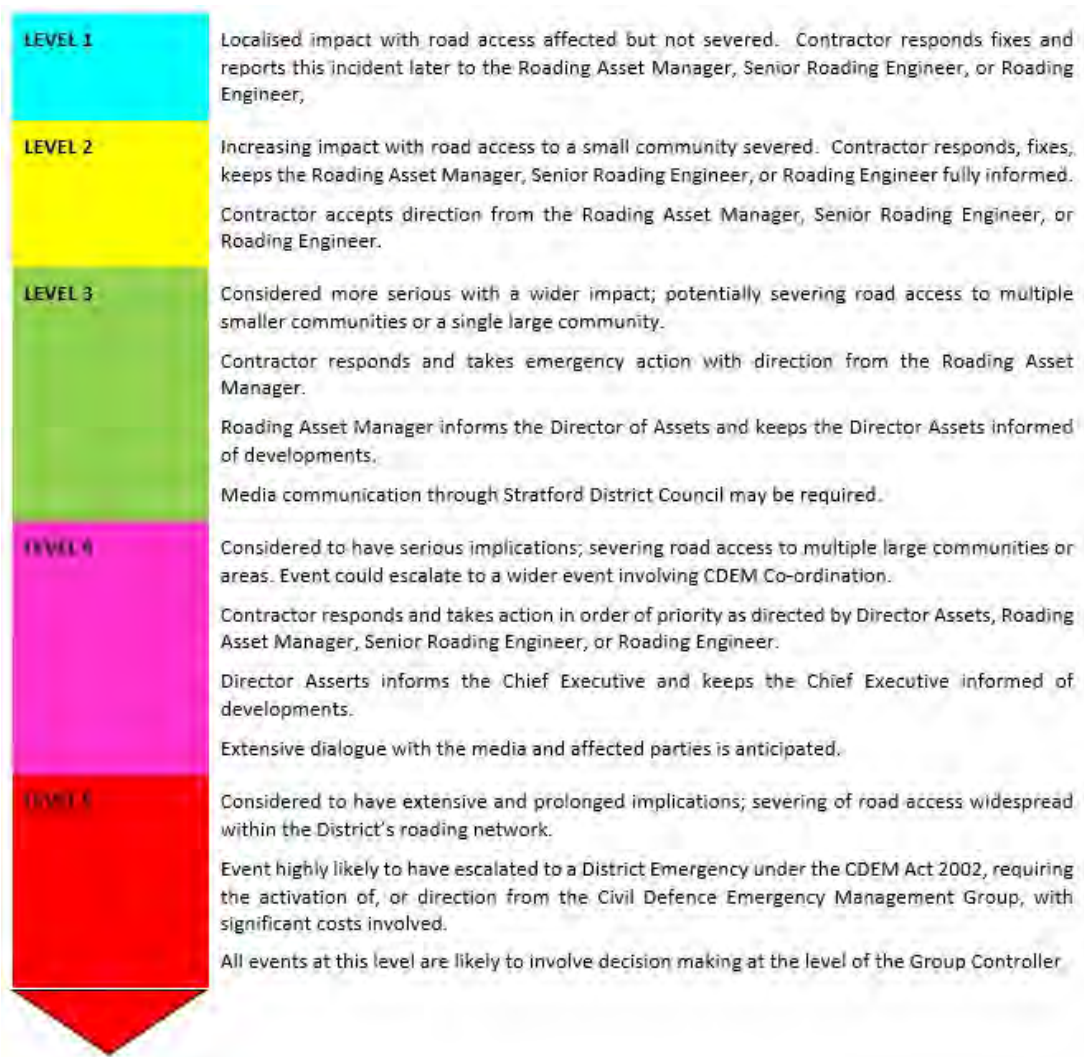 LEVEL 1
Localised impact with road access affected but not severed. Contractor responds fixes and
reports this incident later to the Roading Asset Manager, Senior Roading Engineer, or Roading
Engineer,
LEVEL 2
Increasing impact with road access to a small community severed. Contractor responds, fixes,
keeps the Roading Asset Manager, Senior Roading Engineer, or Roading Engineer fully informed.
Contractor accepts direction from the Roading Asset Manager, Senior Roading Engineer, or
Roading Engineer.
LEVEL 3
Considered more serious with a wider impact; potentially severing road access to multiple
smaller communities or a single large community.
Contractor responds and takes emergency action with direction from the Roading Asset
Manager.
Roading Asset Manager informs the Director of Assets and keeps the Director Assets informed
of developments.
Media communication through Stratford District Council may be required.
LEVEL 4
Considered to have serious implications; severing road access to multiple large communities or
areas. Event could escalate to a wider event involving CDEM Co-ordination.
Contractor responds and takes action in order of priority as directed by Director Assets, Roading
Asset Manager, Senior Roading Engineer, or Roading Engineer.
Director Asserts informs the Chief Executive and keeps the Chief Executive informed of
developments.
Extensive dialogue with the media and affected parties is anticipated.
LEVEL 5
Considered to have extensive and prolonged implications; severing of road access widespread
within the District's roading network.
Event highly likely to have escalated to a District Emergency under the CDEM Act 2002, requiring
the activation of, or direction from the Civil Defence Emergency Management Group, with
significant costs involved.
All events at this level are likely to involve decision making at the level of the Group Controller